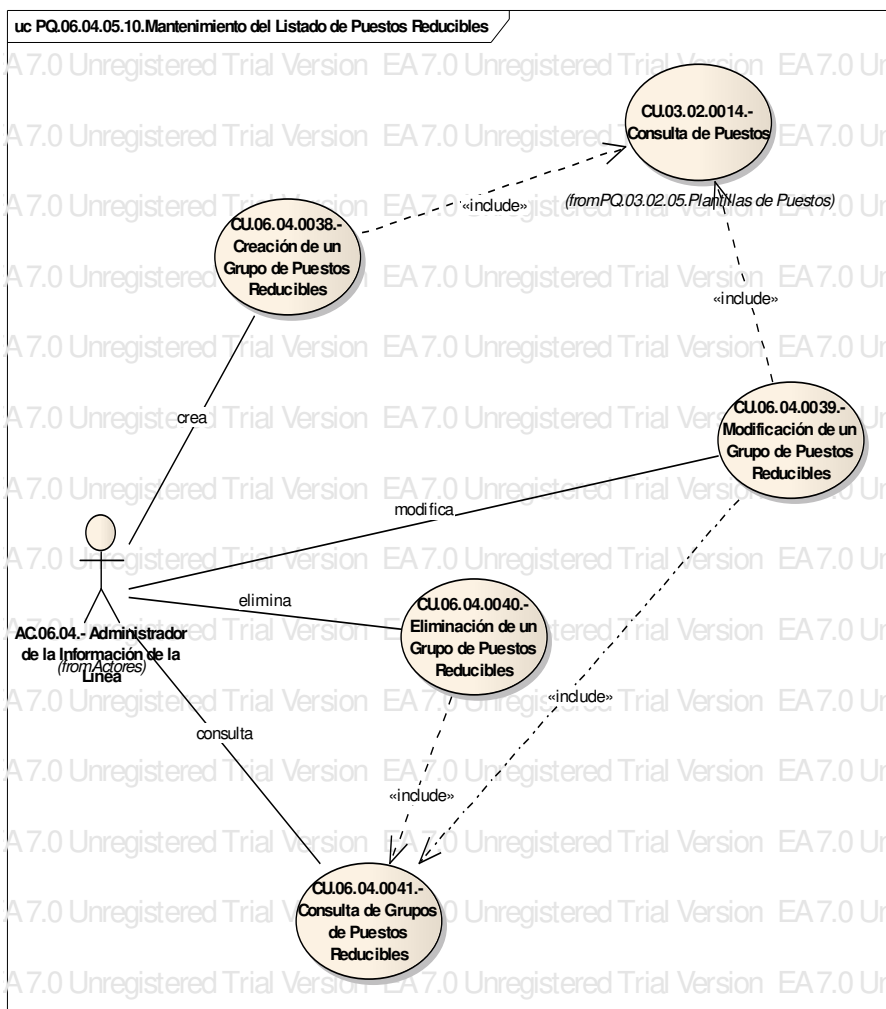 uc PQ.06.04.05.10.Mantenimiento del Listado de Puestos Reducibles
EA 7.0 Unregistered Trial Version
CU.03.02.0014.-
Consulta de Puestos
(from PQ.03.02.05.Plantillas de Puestos)
«include»
CU.06.04.0038.-
Creación de un
Grupo de Puestos
Reducibles
«include»
crea
CU.06.04.0039.-
Modificación de un
Grupo de Puestos
Reducibles
modifica
elimina
CU.06.04.0040.-
Eliminación de un
Grupo de Puestos
Reducibles
AC.06.04.- Administrador
de la Información de la
Línea
(from Actores)
«include»
consulta
«include»
CU.06.04.0041.-
Consulta de Grupos
de Puestos
Reducibles